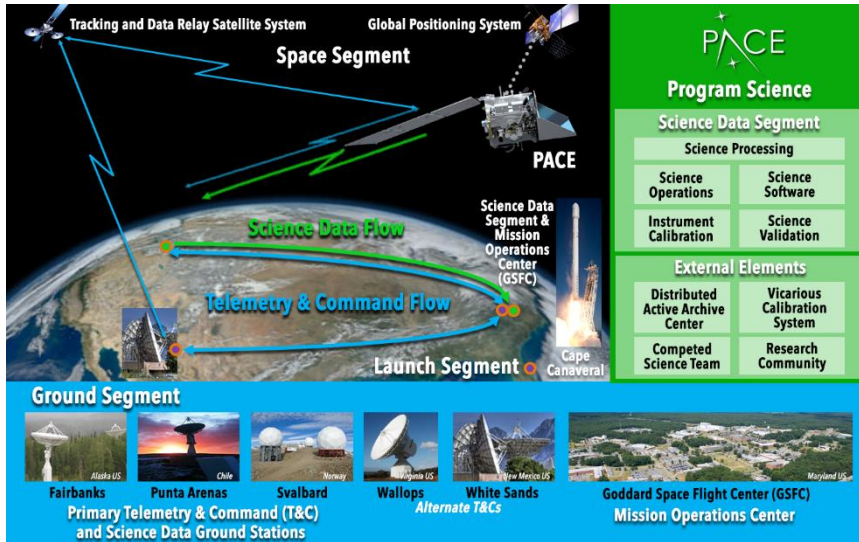 Tracking and Data Relay Satellite System
Global Positioning System
Space Segment
PACE
Science Data
Segment &
Mission
Operations
Center
(GSFC)
Science Data Flow
Telemetry & Command Flow
Launch Segment
Cape
Canaveral
PACE
Program Science
Science Data Segment
Science Processing
Science
Operations
Science
Software
Instrument
Calibration
Science
Validation
External Elements
Distributed
Active Archive
Center
Vicarious
Calibration
System
Competed
Science Team
Research
Community
Ground Segment
Alaska US
Chile
Norway
Virginia US
New Mexico US
Maryland US
Fairbanks
Punta Arenas
Svalbard
Wallops
White Sands
Goddard Space Flight Center (GSFC)
Primary Telemetry & Command (T&C)
and Science Data Ground Stations
Alternate T&Cs
Mission Operations Center